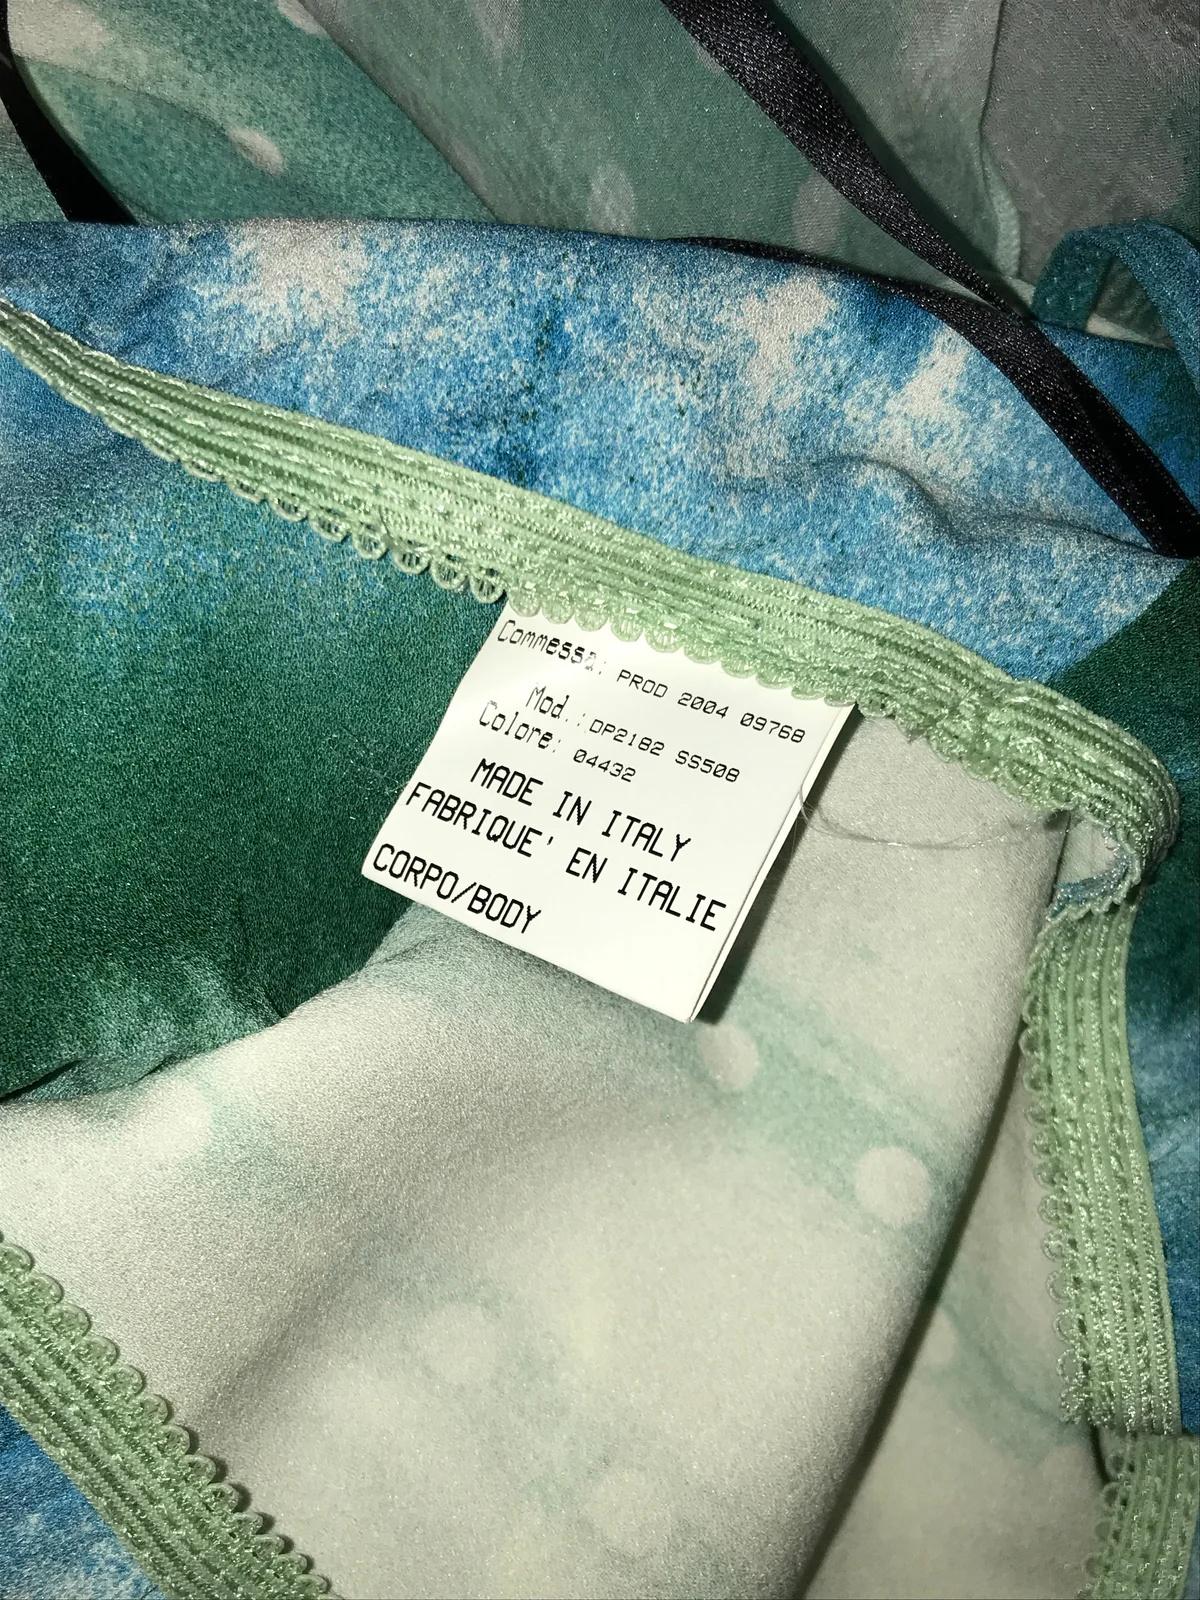 Commessa: PROD 2004 09768
Mod.: DP2182 SS508
Colore: 04432
MADE IN ITALY
FABRIQUE' EN ITALIE
CORPO/BODY